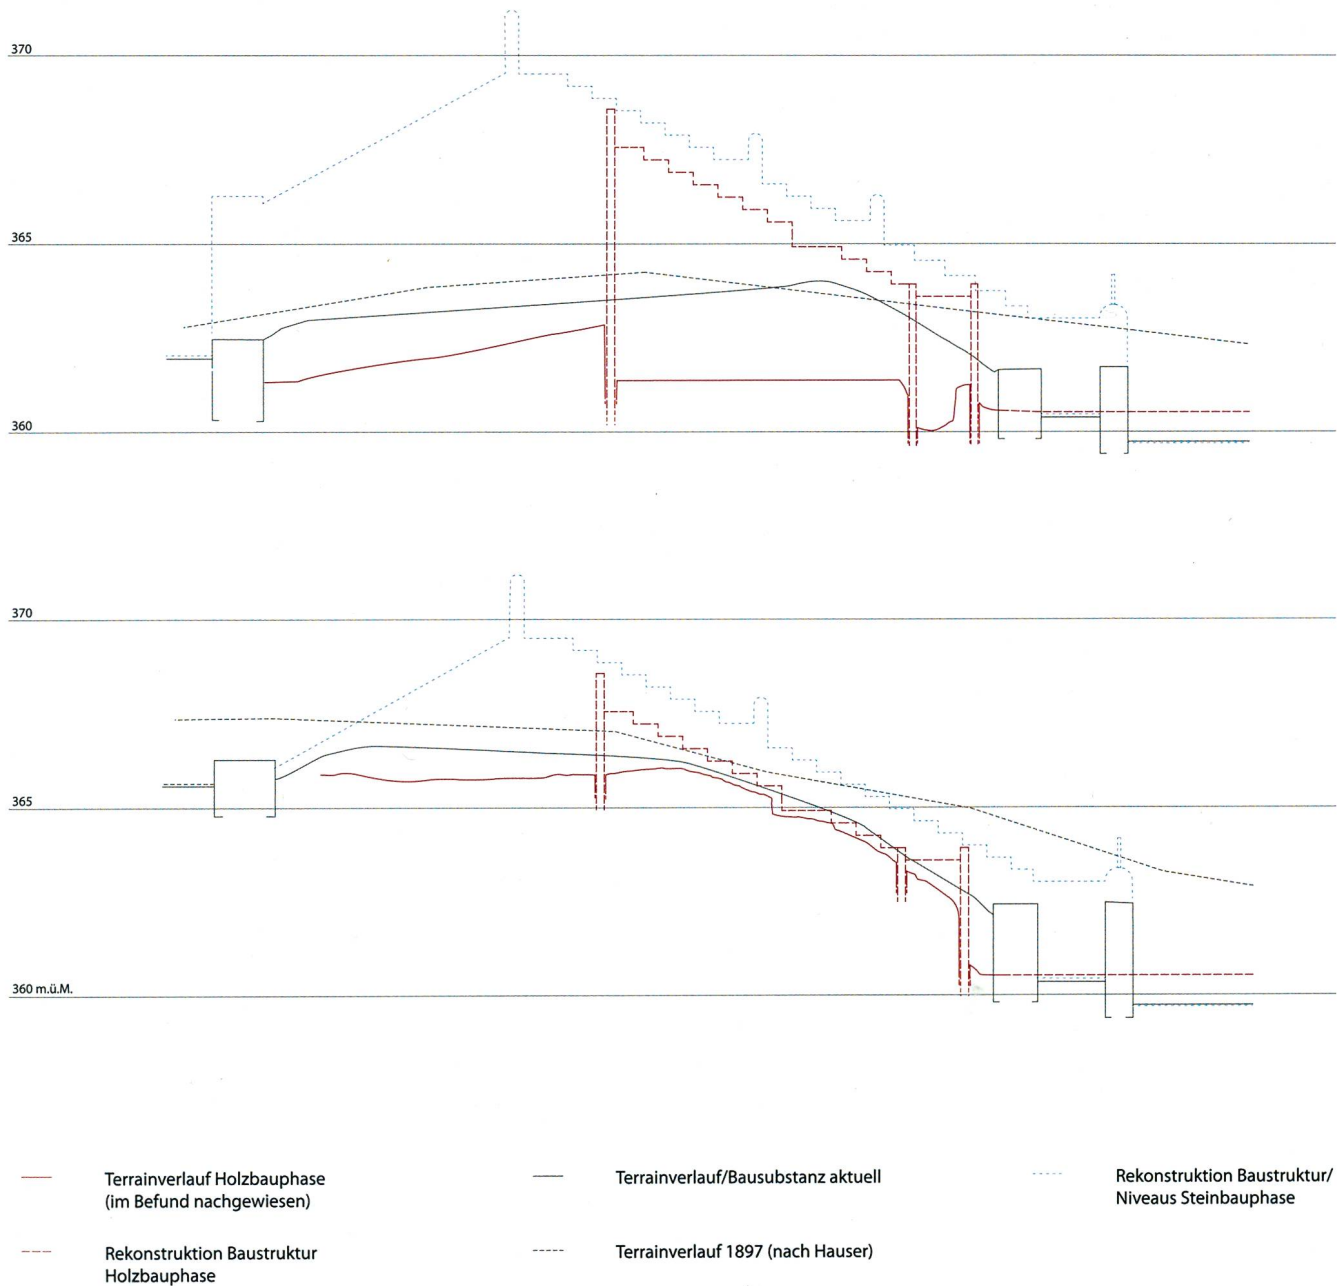 370
365
360
370
365
360 m.ü.M.
Terrainverlauf Holzbauphase
(im Befund nachgewiesen)
Terrainverlauf/Bausubstanz aktuell
Rekonstruktion Baustruktur/
Niveaus Steinbauphase
Rekonstruktion Baustruktur
Holzbauphase
Terrainverlauf 1897 (nach Hauser)